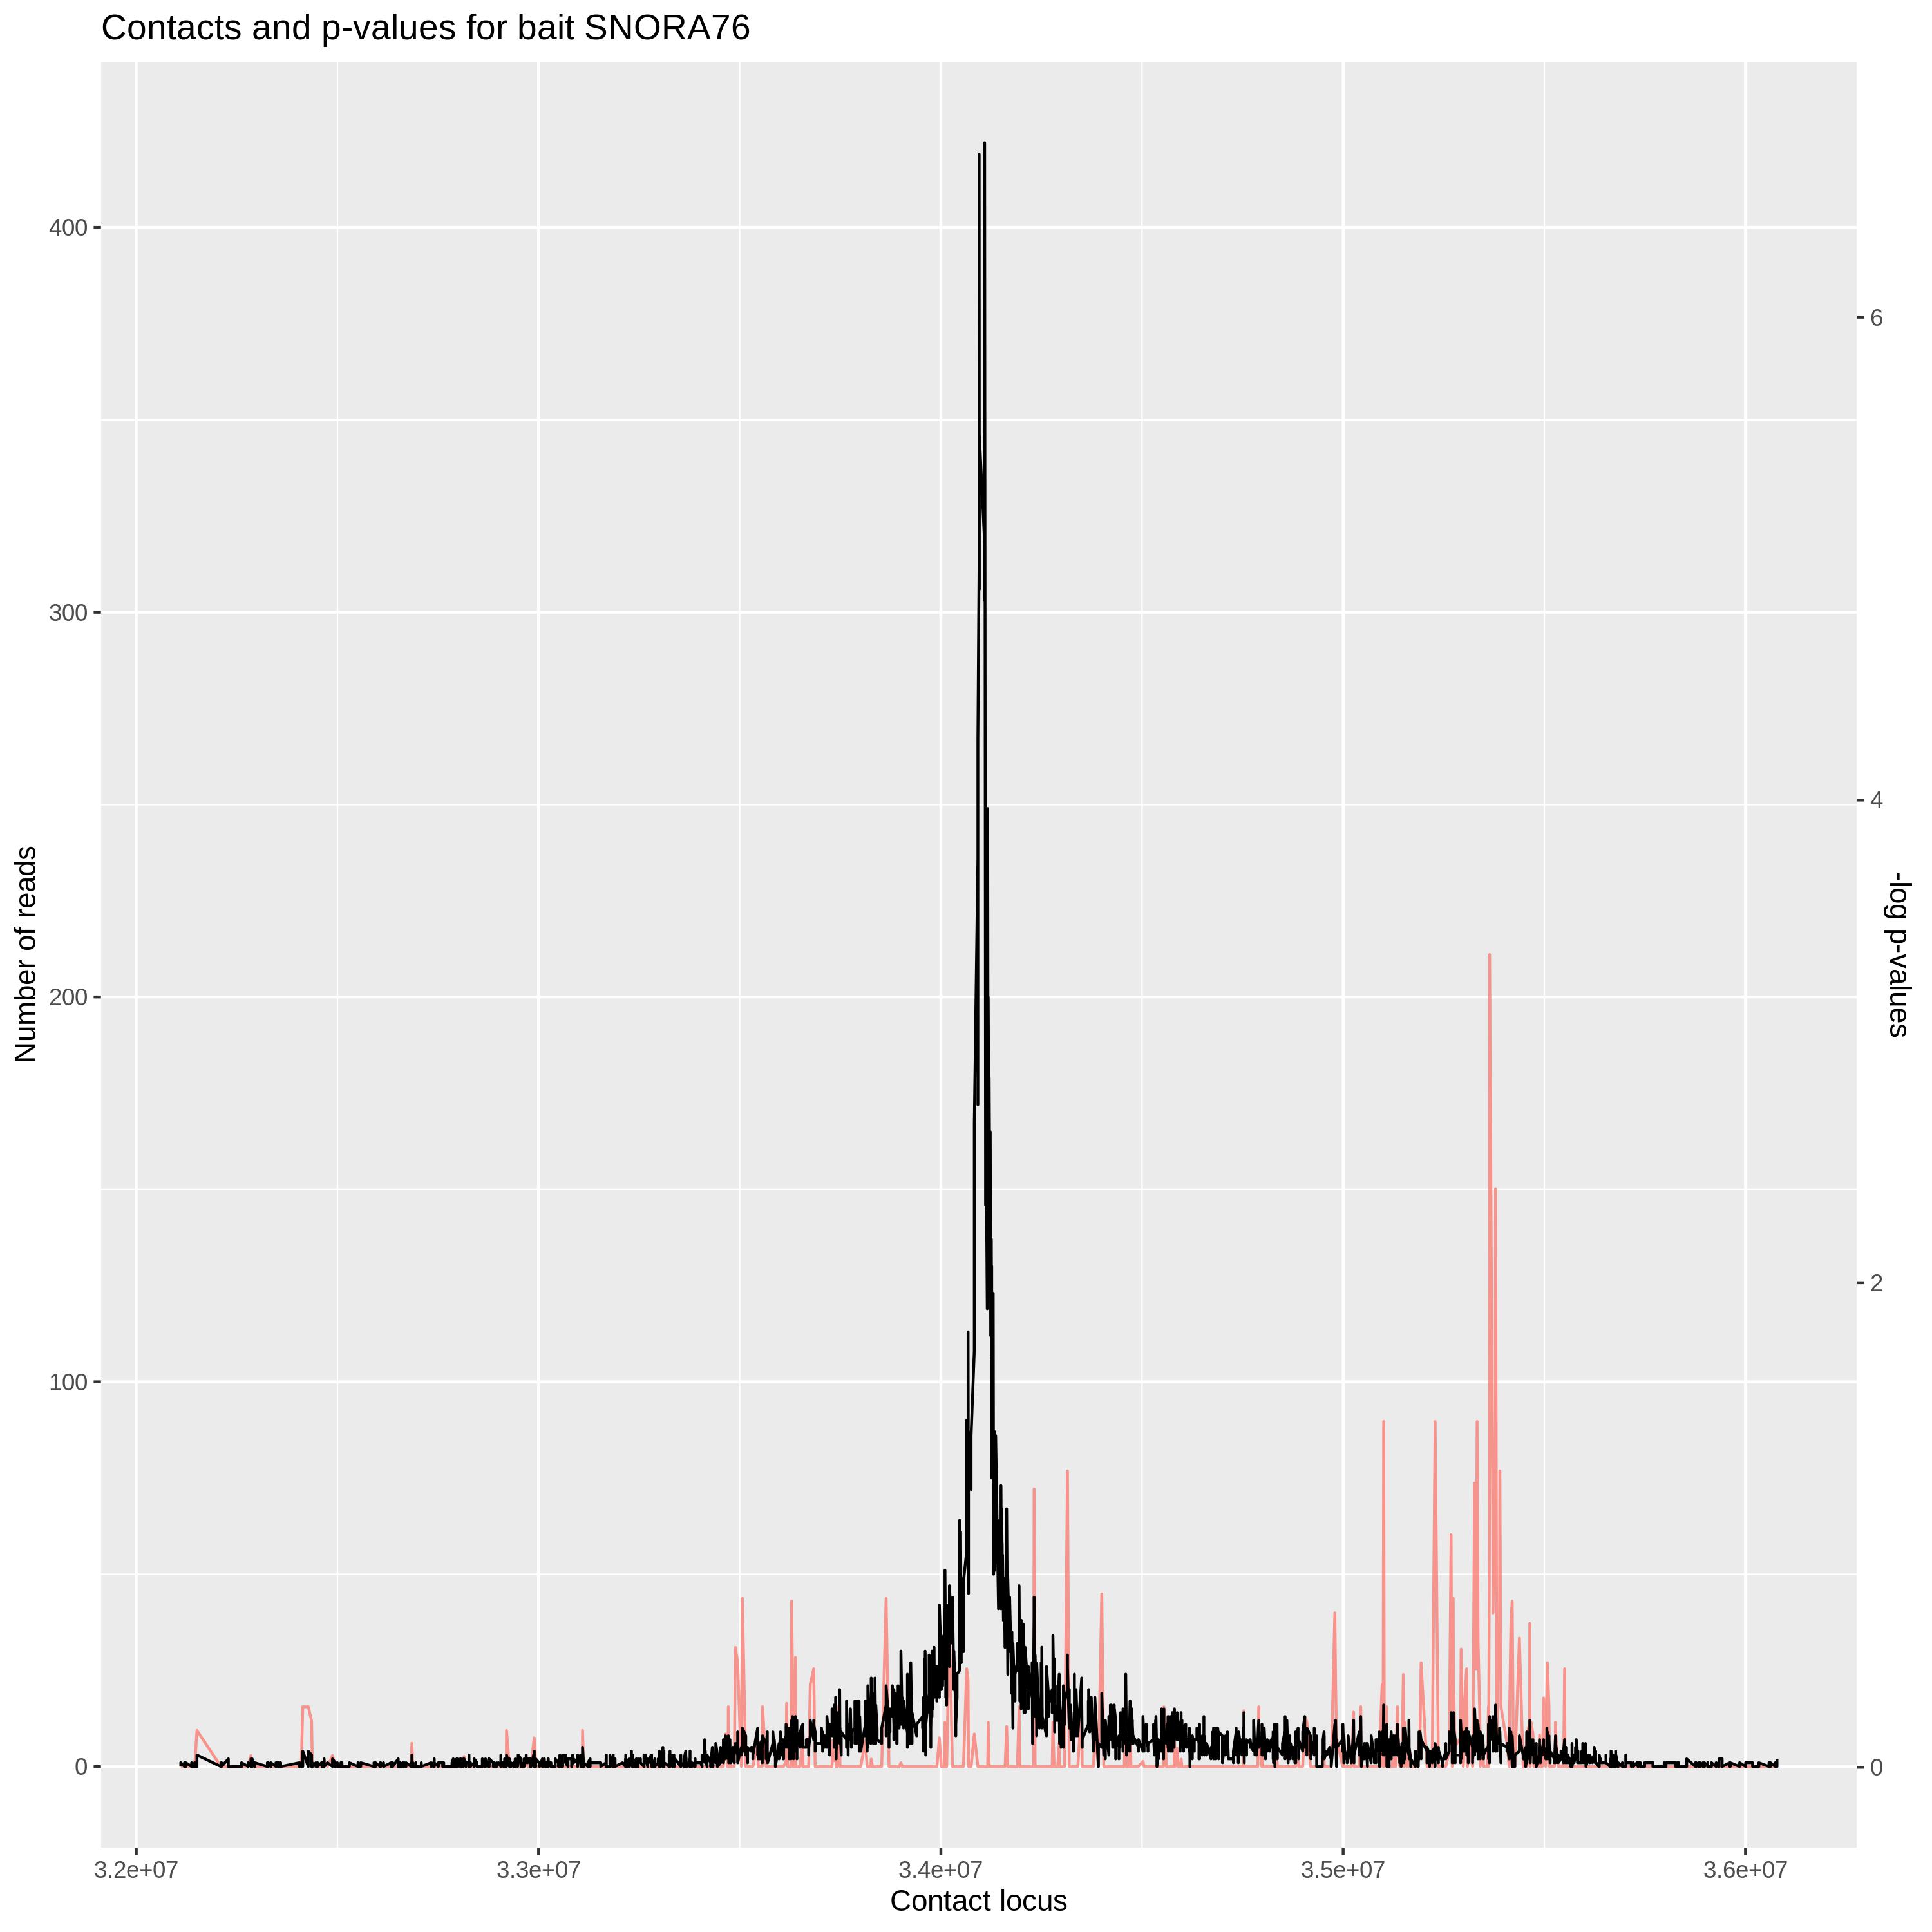 Contacts and p-values for bait SNORA76
400
300
200
100
0
Number of reads
6
4
2
0
-log p-values
3.2e+07
3.3e+07
3.4e+07
3.5e+07
3.6e+07
Contact locus